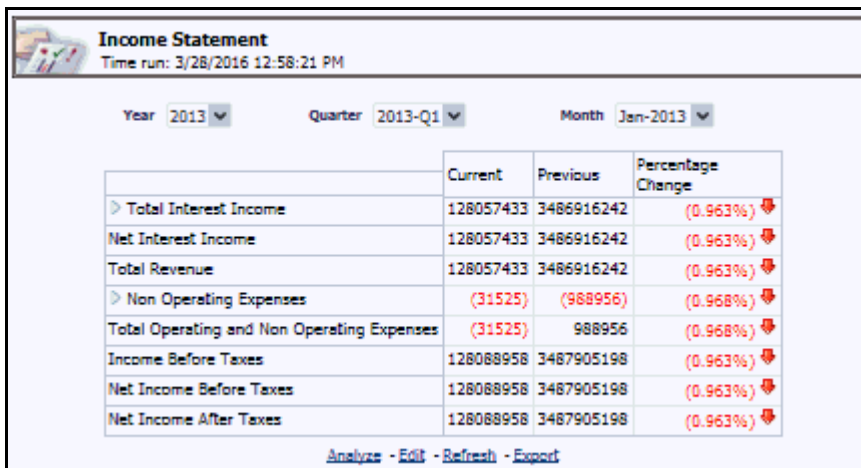 Income Statement
Time run: 3/28/2016 12:58:21 PM
Year 2013 Quarter 2013-Q1 Month Jan-2013
Current Previous Percentage Change
Total Interest Income 128057433 3486916242 (0.963%)
Net Interest Income 128057433 3486916242 (0.963%)
Total Revenue 128057433 3486916242 (0.963%)
Non Operating Expenses (31525) (988956) (0.968%)
Total Operating and Non Operating Expenses (31525) 988956 (0.968%)
Income Before Taxes 128088958 3487905198 (0.963%)
Net Income Before Taxes 128088958 3487905198 (0.963%)
Net Income After Taxes 128088958 3487905198 (0.963%)
Analyze - Edit - Refresh - Export